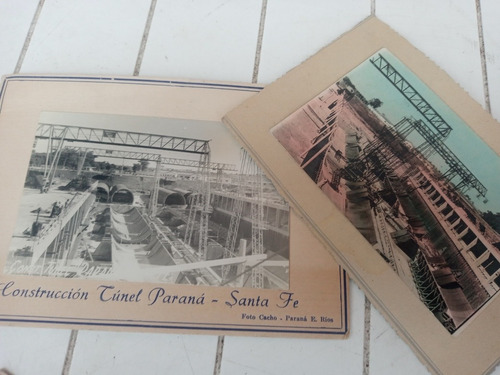 Construcción Túnel Paraná - Santa Fe
Foto Cacho . Paraná E. Ríos